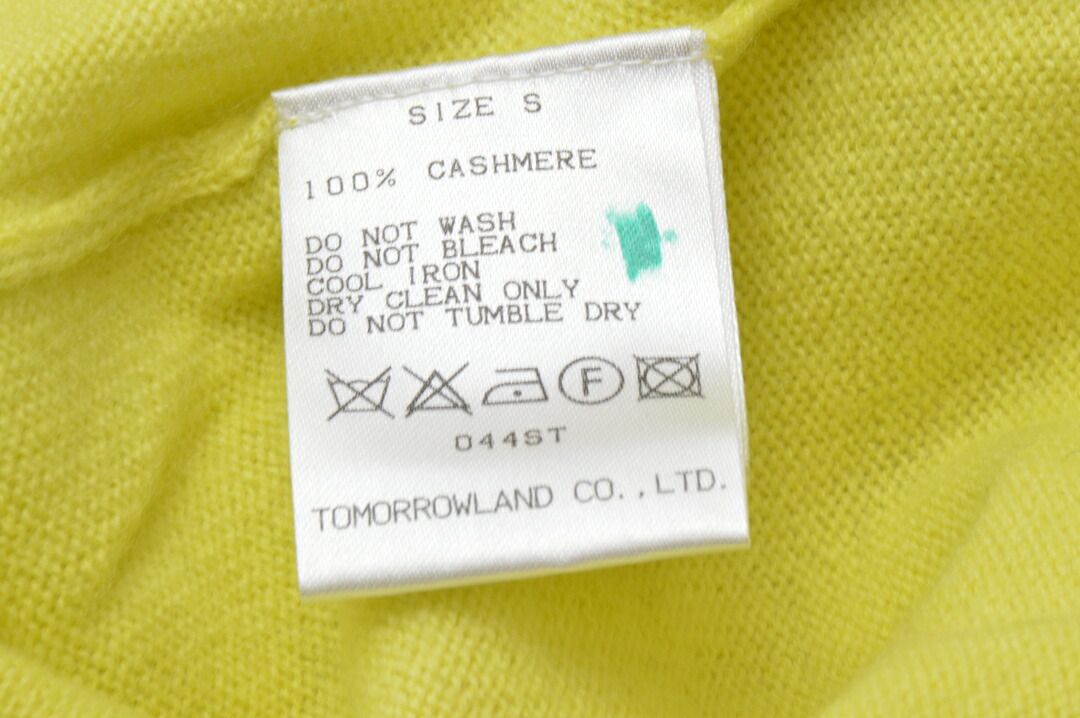 SIZE S
100% CASHMERE
DO NOT WASH
DO NOT BLEACH
COOL IRON
DRY CLEAN ONLY
DO NOT TUMBLE DRY
F
044ST
TOMORROWLAND CO.,LTD.